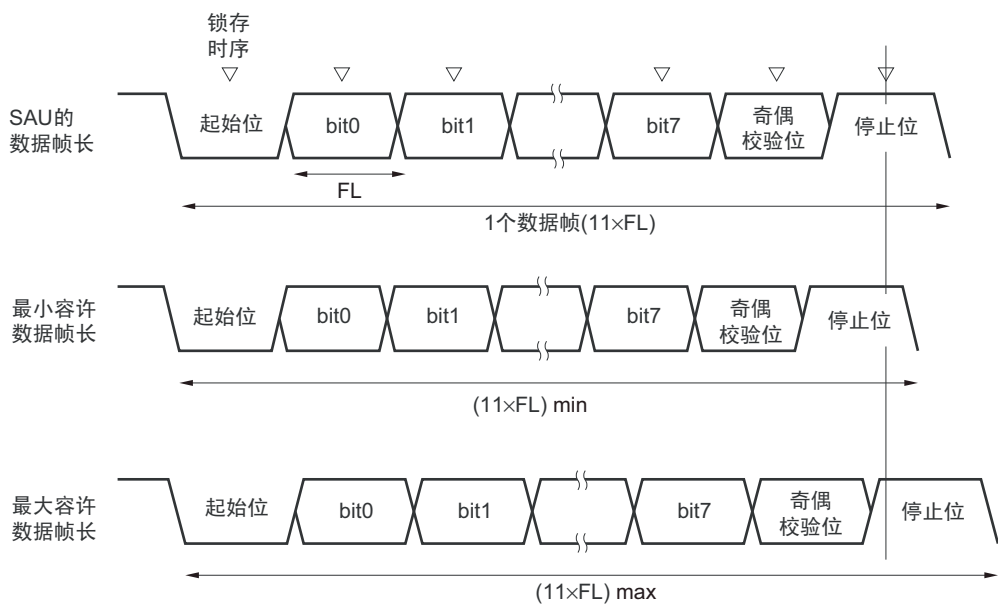 锁存
时序
SAU的
数据帧长
起始位
bit0
bit1
bit7
奇偶
校验位
停止位
FL
1个数据帧(11×FL)
最小容许
数据帧长
起始位
bit0
bit1
bit7
奇偶
校验位
停止位
(11×FL) min
最大容许
数据帧长
起始位
bit0
bit1
bit7
奇偶
校验位
停止位
(11×FL) max